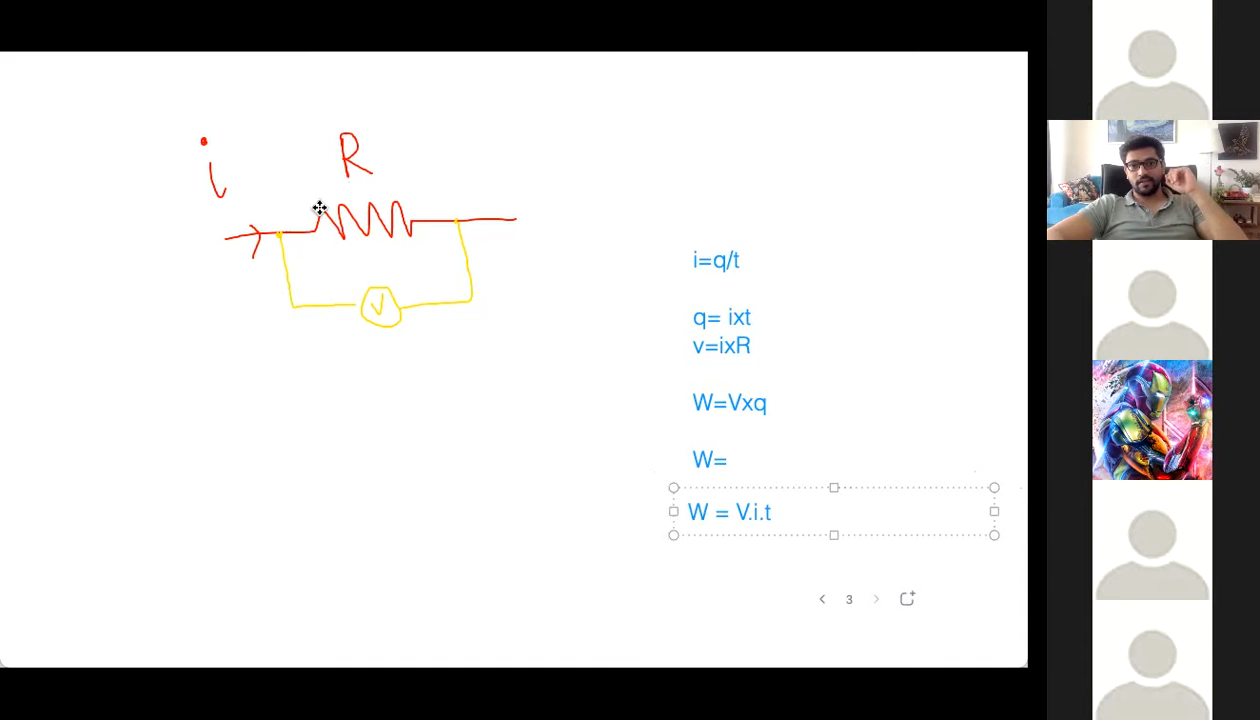 i
R
V
i=q/t
q= ixt
v=ixR
W=Vxq
W=
W = V.i.t
3